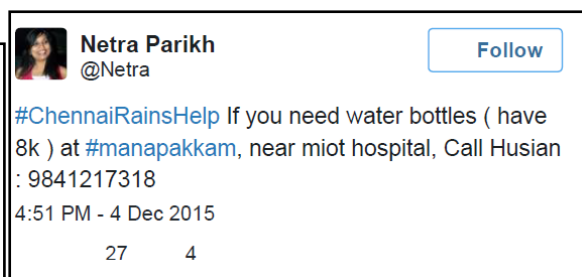 Netra Parikh
@Netra
Follow
#ChennaiRainsHelp If you need water bottles ( have
8k ) at #manapakkam, near miot hospital, Call Husian
: 9841217318
4:51 PM - 4 Dec 2015
27 4